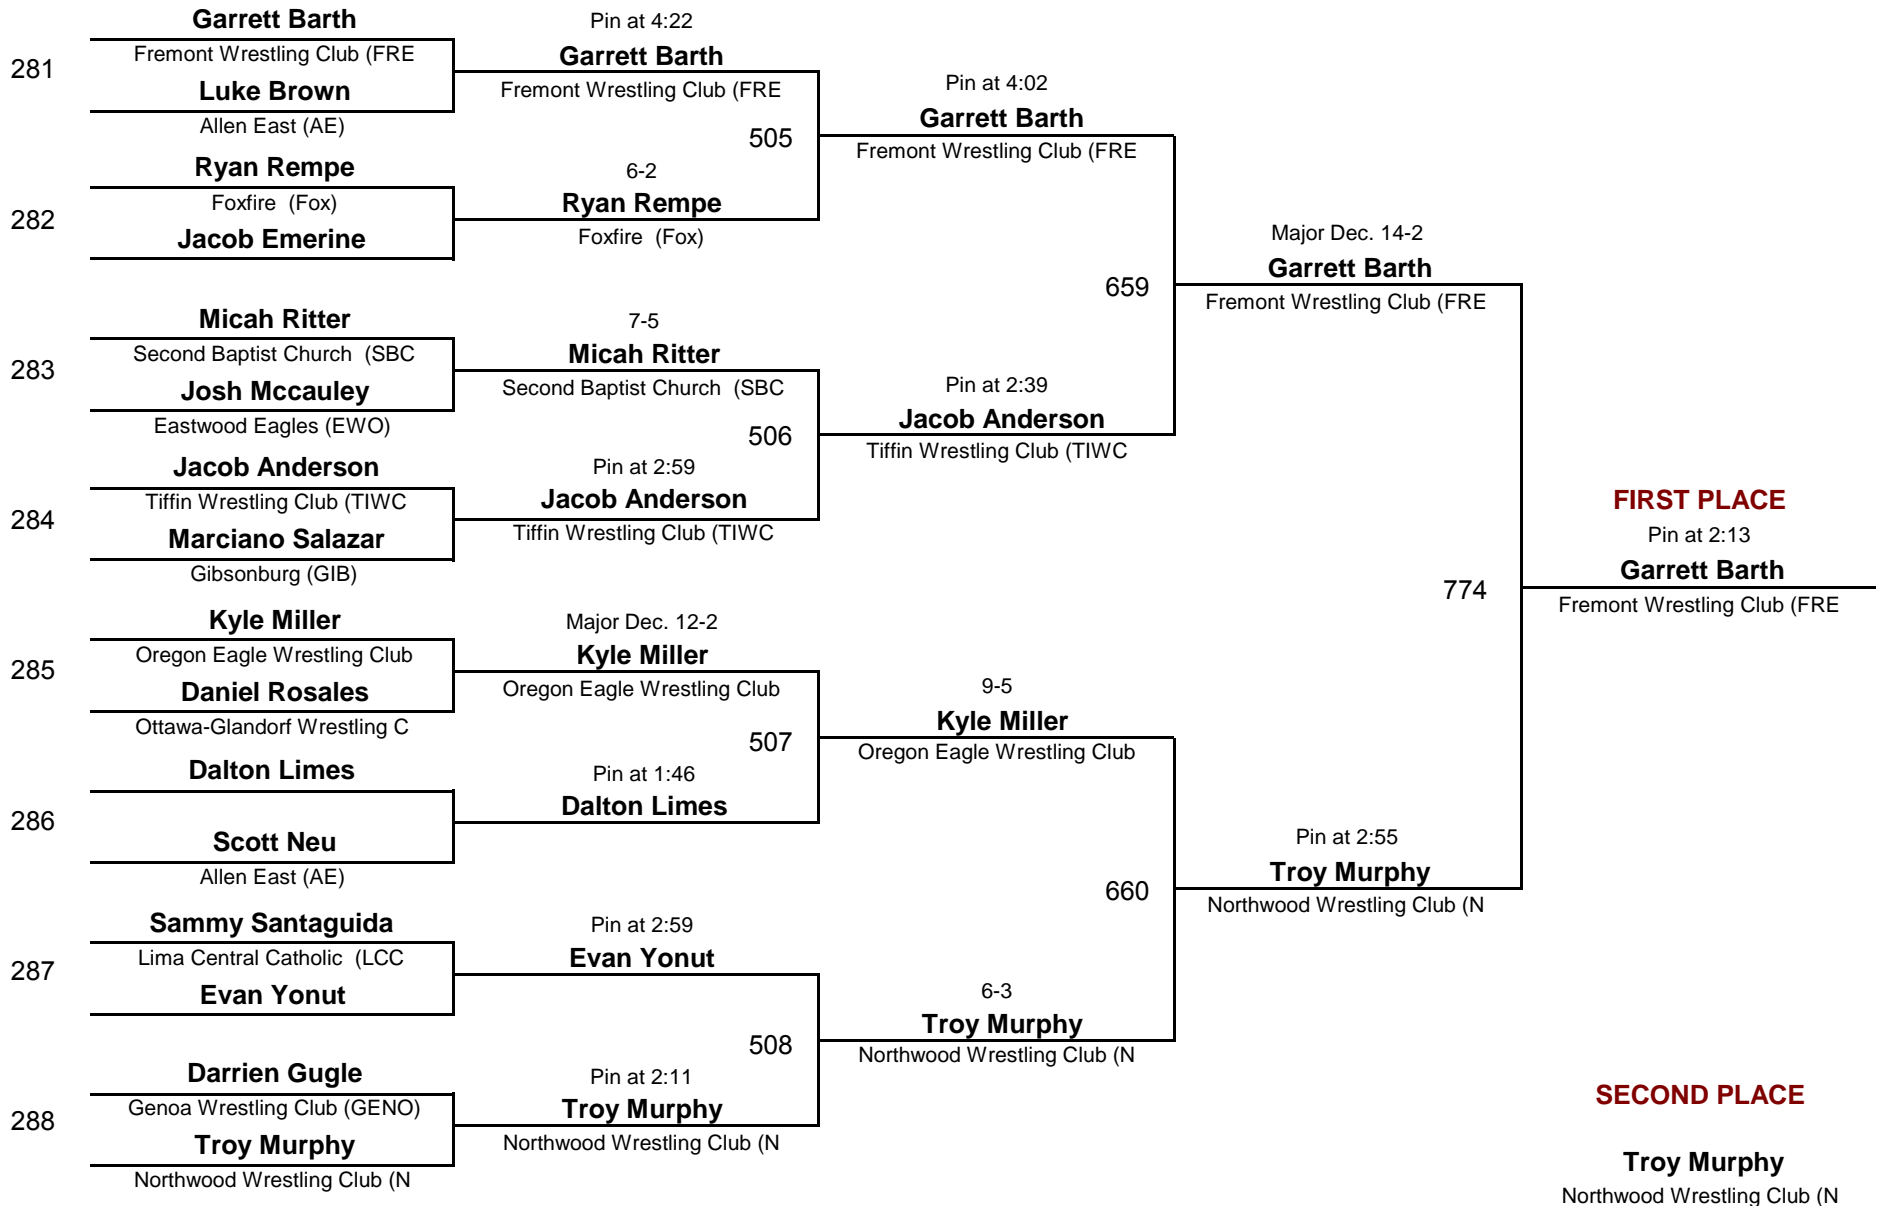 Garrett Barth
Fremont Wrestling Club (FRE
281
Luke Brown
Allen East (AE)
Ryan Rempe
Foxfire  (Fox)
282
Jacob Emerine
Micah Ritter
Second Baptist Church  (SBC
283
Josh Mccauley
Eastwood Eagles (EWO)
Jacob Anderson
Tiffin Wrestling Club (TIWC
284
Marciano Salazar
Gibsonburg (GIB)
Kyle Miller
Oregon Eagle Wrestling Club
285
Daniel Rosales
Ottawa-Glandorf Wrestling C
Dalton Limes
286
Scott Neu
Allen East (AE)
Sammy Santaguida
Lima Central Catholic  (LCC
287
Evan Yonut
Darrien Gugle
Genoa Wrestling Club (GENO)
288
Troy Murphy
Northwood Wrestling Club (N
Pin at 4:22
Garrett Barth
Fremont Wrestling Club (FRE
505
6-2
Ryan Rempe
Foxfire  (Fox)
7-5
Micah Ritter
Second Baptist Church  (SBC
506
Pin at 2:59
Jacob Anderson
Tiffin Wrestling Club (TIWC
Major Dec. 12-2
Kyle Miller
Oregon Eagle Wrestling Club
507
Pin at 1:46
Dalton Limes
Pin at 2:59
Evan Yonut
508
Pin at 2:11
Troy Murphy
Northwood Wrestling Club (N
Pin at 4:02
Garrett Barth
Fremont Wrestling Club (FRE
659
Pin at 2:39
Jacob Anderson
Tiffin Wrestling Club (TIWC
9-5
Kyle Miller
Oregon Eagle Wrestling Club
660
6-3
Troy Murphy
Northwood Wrestling Club (N
Major Dec. 14-2
Garrett Barth
Fremont Wrestling Club (FRE
774
Pin at 2:55
Troy Murphy
Northwood Wrestling Club (N
FIRST PLACE
Pin at 2:13
Garrett Barth
Fremont Wrestling Club (FRE
SECOND PLACE
Troy Murphy
Northwood Wrestling Club (N